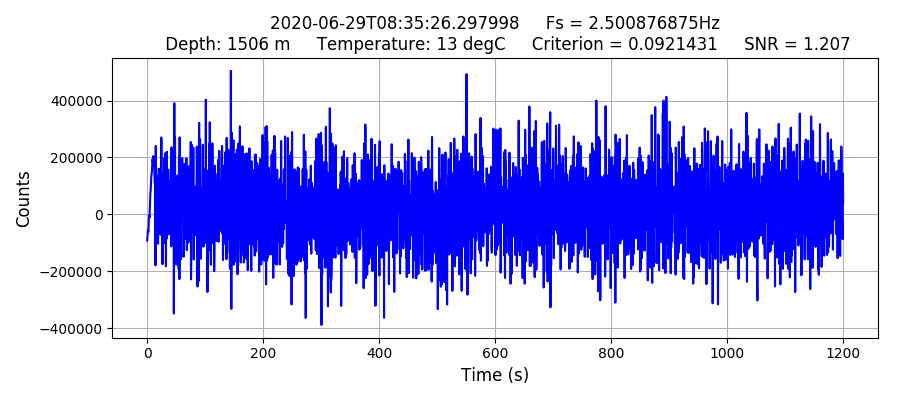 2020-06-29T08:35:26.297998 Fs = 2.500876875Hz
Depth: 1506 m Temperature: 13 degC Criterion = 0.0921431 SNR = 1.207
Counts
400000
200000
0
−200000
−400000
0 200 400 600 800 1000 1200
Time (s)